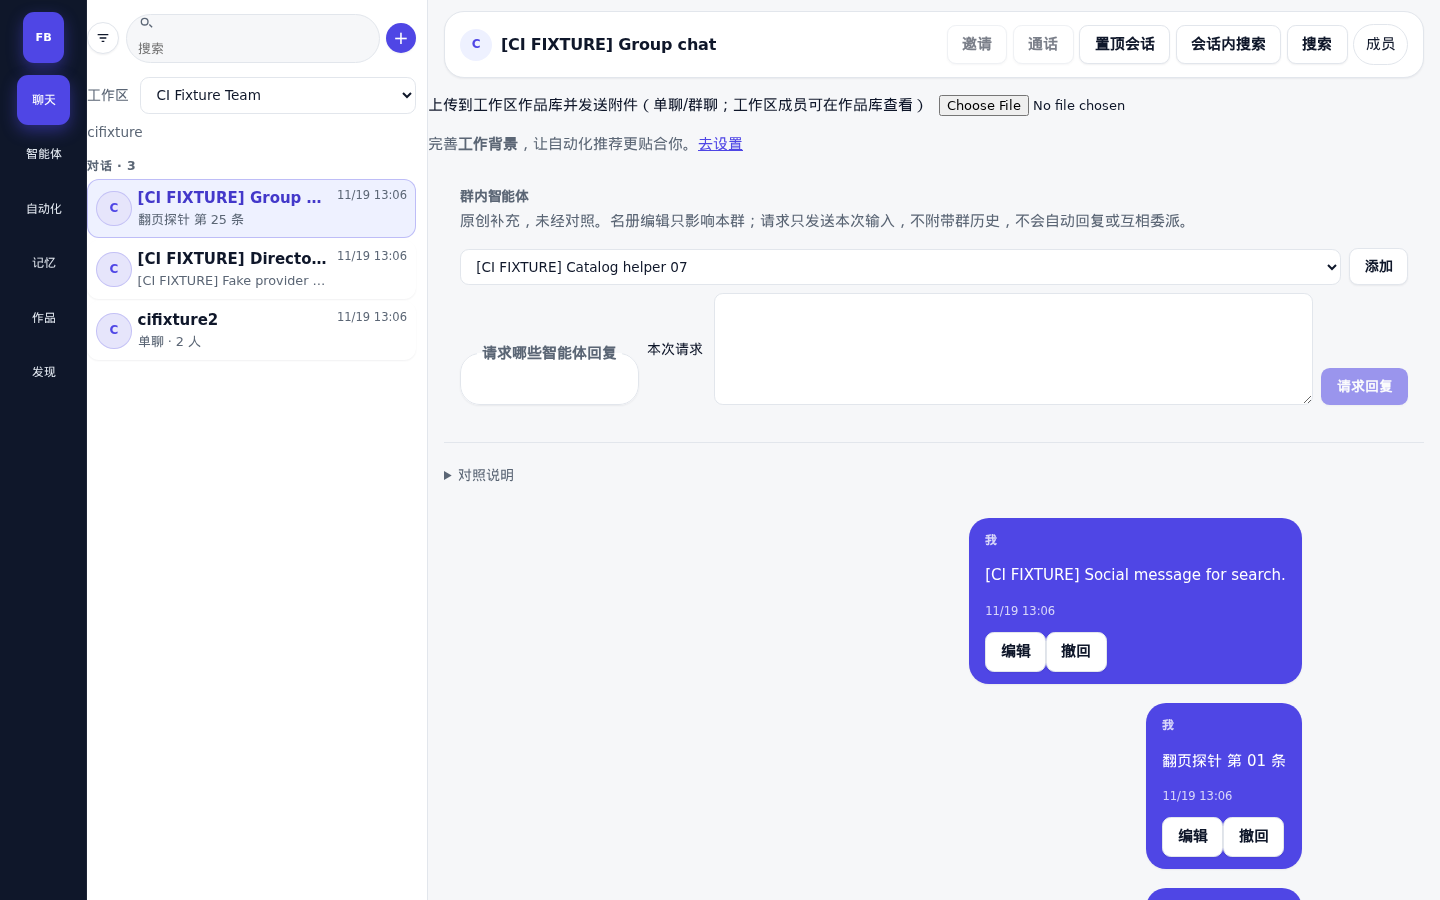 FB
聊天
智能体
自动化
记忆
作品
发现
搜索
工作区
CI Fixture Team
cifixture
对话 · 3
C
[CI FIXTURE] Group ...
11/19 13:06
翻页探针 第 25 条
C
[CI FIXTURE] Directo...
11/19 13:06
[CI FIXTURE] Fake provider ...
C
cifixture2
11/19 13:06
单聊 · 2 人
C
[CI FIXTURE] Group chat
邀请
通话
置顶会话
会话内搜索
搜索
成员
上传到工作区作品库并发送附件（单聊/群聊；工作区成员可在作品库查看）
Choose File No file chosen
完善工作背景，让自动化推荐更贴合你。去设置
群内智能体
原创补充，未经对照。名册编辑只影响本群；请求只发送本次输入，不附带群历史，不会自动回复或互相委派。
[CI FIXTURE] Catalog helper 07
添加
请求哪些智能体回复
本次请求
请求回复
对照说明
我
[CI FIXTURE] Social message for search.
11/19 13:06
编辑
撤回
我
翻页探针 第 01 条
11/19 13:06
编辑
撤回